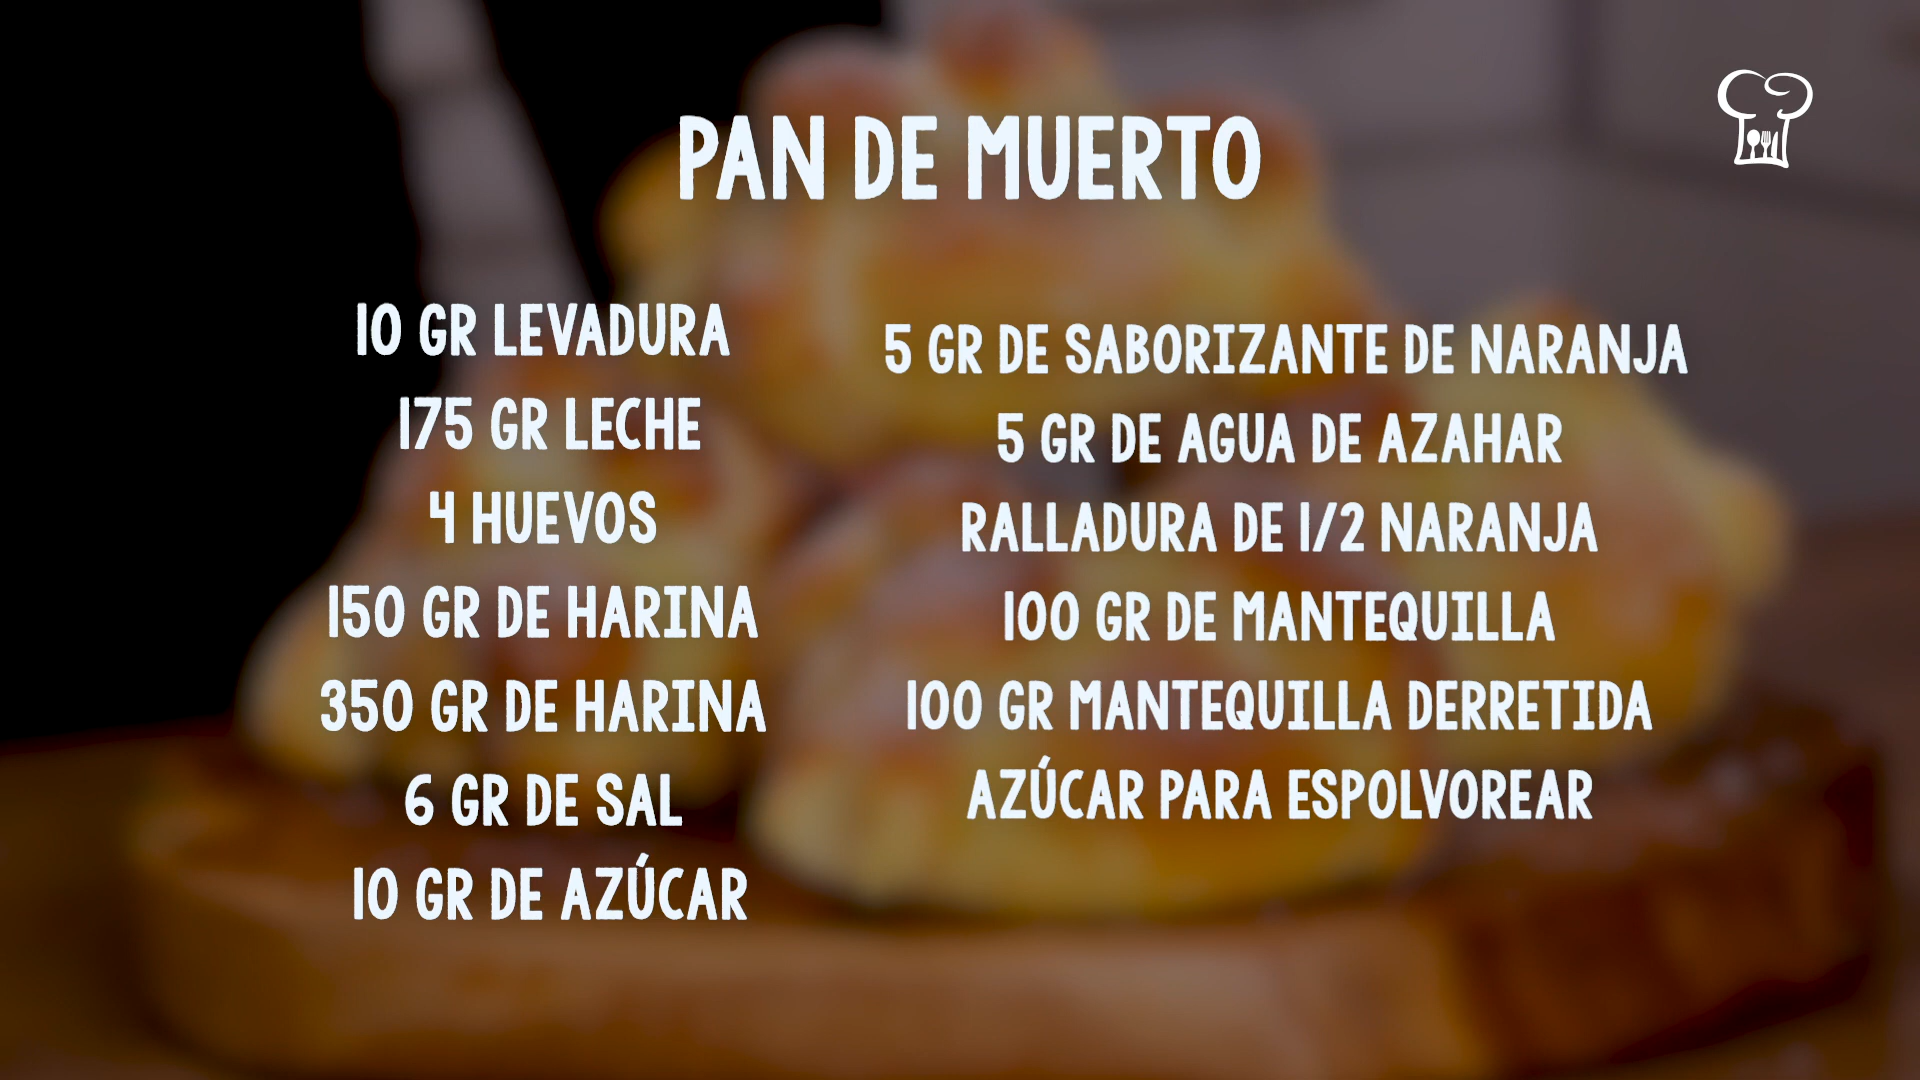 PAN DE MUERTO
10 GR LEVADURA
175 GR LECHE
4 HUEVOS
150 GR DE HARINA
350 GR DE HARINA
6 GR DE SAL
10 GR DE AZÚCAR
5 GR DE SABORIZANTE DE NARANJA
5 GR DE AGUA DE AZAHAR
RALLADURA DE 1/2 NARANJA
100 GR DE MANTEQUILLA
100 GR MANTEQUILLA DERRETIDA
AZÚCAR PARA ESPOLVOREAR